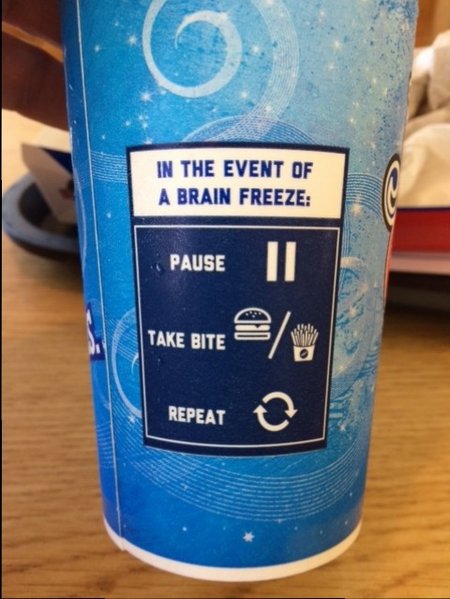 IN THE EVENT OF
A BRAIN FREEZE:
PAUSE
TAKE BITE
REPEAT